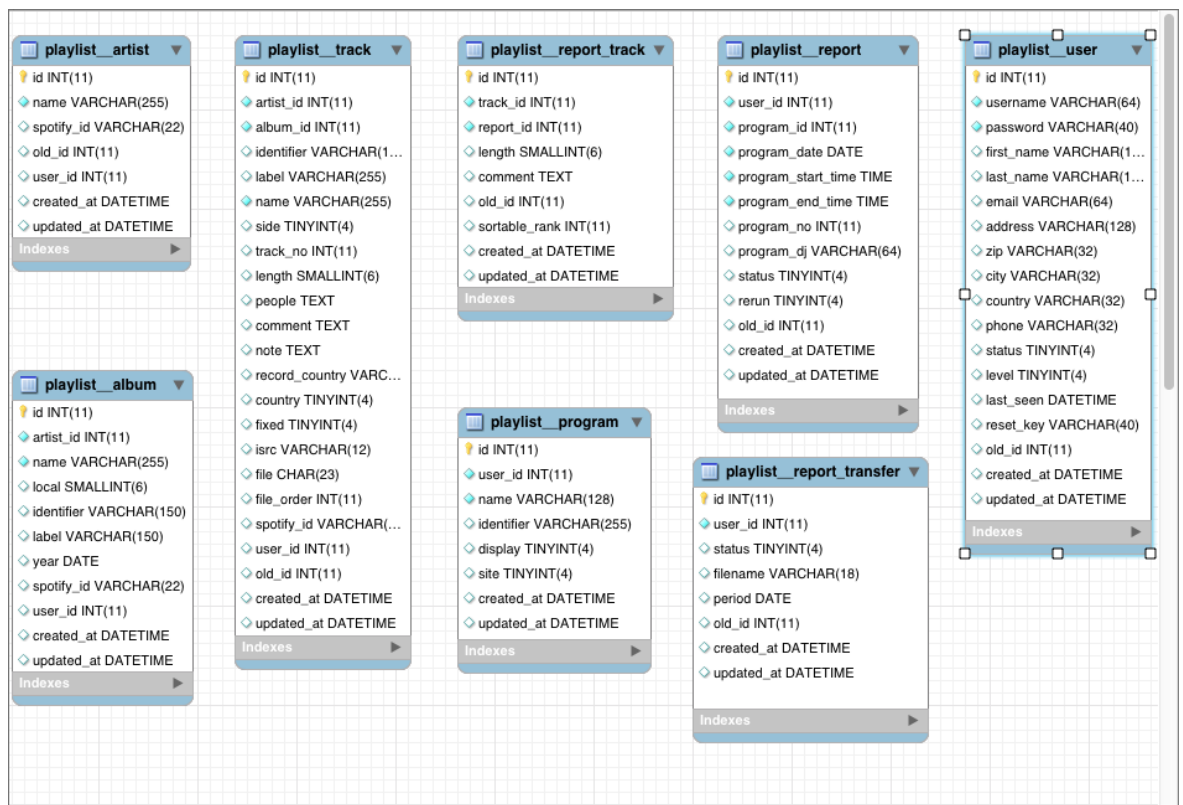 playlist__artist
id INT(11)
name VARCHAR(255)
spotify_id VARCHAR(22)
old_id INT(11)
user_id INT(11)
created_at DATETIME
updated_at DATETIME
Indexes
playlist__album
id INT(11)
artist_id INT(11)
name VARCHAR(255)
local SMALLINT(6)
identifier VARCHAR(150)
label VARCHAR(150)
year DATE
spotify_id VARCHAR(22)
user_id INT(11)
created_at DATETIME
updated_at DATETIME
Indexes
playlist__track
id INT(11)
artist_id INT(11)
album_id INT(11)
identifier VARCHAR(1...
label VARCHAR(255)
name VARCHAR(255)
side TINYINT(4)
track_no INT(11)
length SMALLINT(6)
people TEXT
comment TEXT
note TEXT
record_country VARC...
country TINYINT(4)
fixed TINYINT(4)
isrc VARCHAR(12)
file CHAR(23)
file_order INT(11)
spotify_id VARCHAR(...
user_id INT(11)
old_id INT(11)
created_at DATETIME
updated_at DATETIME
Indexes
playlist__report_track
id INT(11)
track_id INT(11)
report_id INT(11)
length SMALLINT(6)
comment TEXT
old_id INT(11)
sortable_rank INT(11)
created_at DATETIME
updated_at DATETIME
Indexes
playlist__program
id INT(11)
user_id INT(11)
name VARCHAR(128)
identifier VARCHAR(255)
display TINYINT(4)
site TINYINT(4)
created_at DATETIME
updated_at DATETIME
Indexes
playlist__report
id INT(11)
user_id INT(11)
program_id INT(11)
program_date DATE
program_start_time TIME
program_end_time TIME
program_no INT(11)
program_dj VARCHAR(64)
status TINYINT(4)
rerun TINYINT(4)
old_id INT(11)
created_at DATETIME
updated_at DATETIME
Indexes
playlist__report_transfer
id INT(11)
user_id INT(11)
status TINYINT(4)
filename VARCHAR(18)
period DATE
old_id INT(11)
created_at DATETIME
updated_at DATETIME
Indexes
playlist__user
id INT(11)
username VARCHAR(64)
password VARCHAR(40)
first_name VARCHAR(1...
last_name VARCHAR(1...
email VARCHAR(64)
address VARCHAR(128)
zip VARCHAR(32)
city VARCHAR(32)
country VARCHAR(32)
phone VARCHAR(32)
status TINYINT(4)
level TINYINT(4)
last_seen DATETIME
reset_key VARCHAR(40)
old_id INT(11)
created_at DATETIME
updated_at DATETIME
Indexes